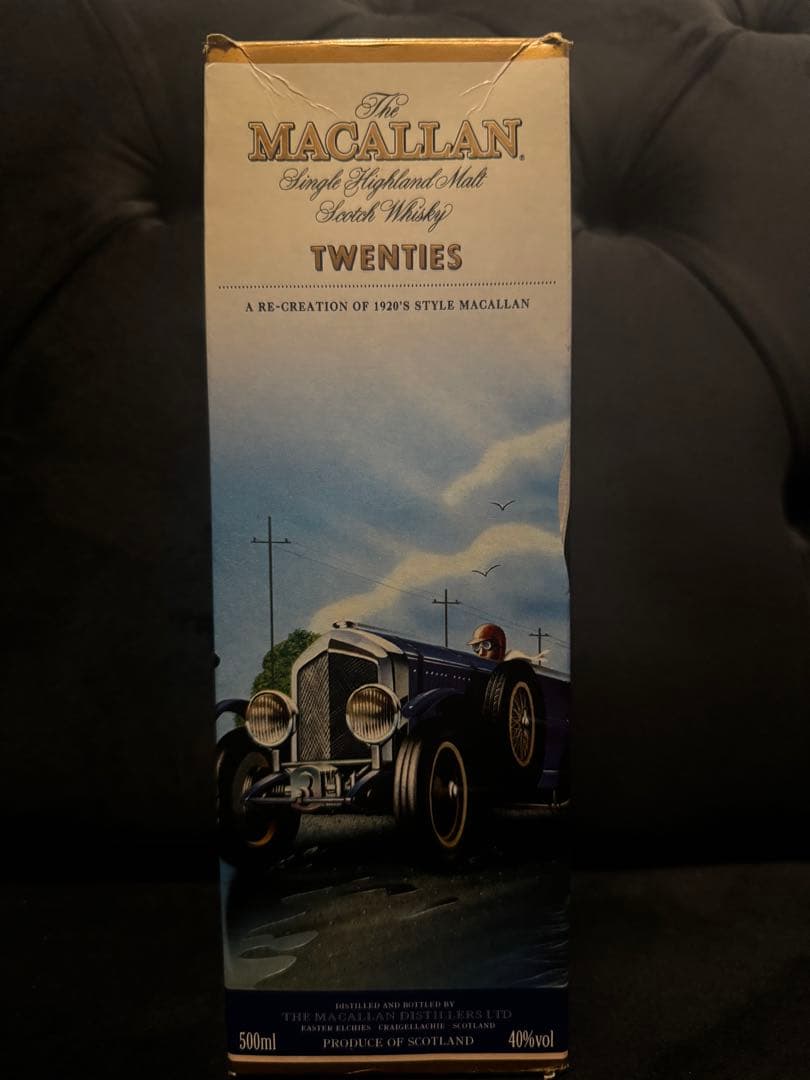 The
MACALLAN.
Single Highland Malt
Scotch Whisky
TWENTIES
A RE-CREATION OF 1920'S STYLE MACALLAN
DISTILLED AND BOTTLED BY
THE MACALLAN DISTILLERS LTD
EASTER ELCHIES CRAIGELLACHIE SCOTLAND
500ml PRODUCE OF SCOTLAND 40%vol